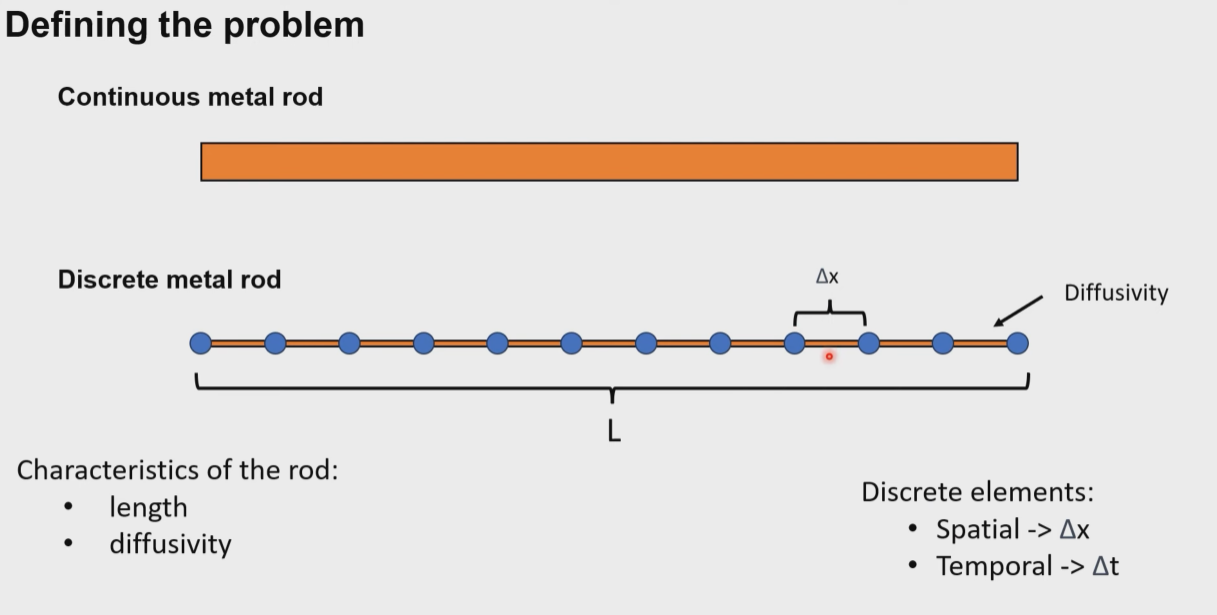 Defining the problem
Continuous metal rod
Discrete metal rod
Δx
Diffusivity
L
Characteristics of the rod:
• length
• diffusivity
Discrete elements:
• Spatial -> Δx
• Temporal -> Δt